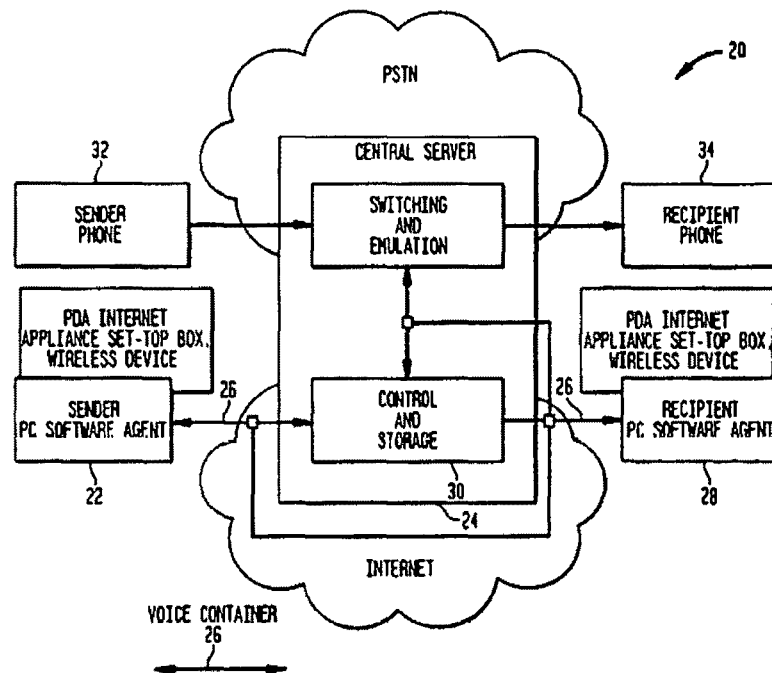 PSTN
20
CENTRAL SERVER
32
SENDER
PHONE
SWITCHING
AND
EMULATION
34
RECIPIENT
PHONE
PDA INTERNET
APPLIANCE SET-TOP BOX,
WIRELESS DEVICE
SENDER
PC SOFTWARE AGENT
22
26
CONTROL
AND
STORAGE
30
24
26
PDA INTERNET
APPLIANCE SET-TOP BOX,
WIRELESS DEVICE
RECIPIENT
PC SOFTWARE AGENT
28
INTERNET
VOICE CONTAINER
26